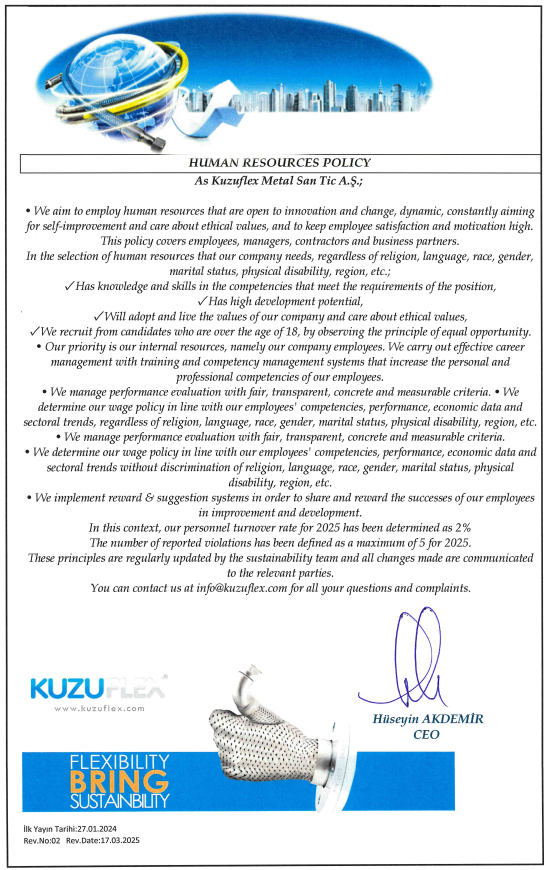 HUMAN RESOURCES POLICY
As Kuzuflex Metal San Tic A.Ş.;
• We aim to employ human resources that are open to innovation and change, dynamic, constantly aiming
for self-improvement and care about ethical values, and to keep employee satisfaction and motivation high.
This policy covers employees, managers, contractors and business partners.
In the selection of human resources that our company needs, regardless of religion, language, race, gender,
marital status, physical disability, region, etc.;
✓Has knowledge and skills in the competencies that meet the requirements of the position,
✓Has high development potential,
✓Will adopt and live the values of our company and care about ethical values,
✓We recruit from candidates who are over the age of 18, by observing the principle of equal opportunity.
• Our priority is our internal resources, namely our company employees. We carry out effective career
management with training and competency management systems that increase the personal and
professional competencies of our employees.
• We manage performance evaluation with fair, transparent, concrete and measurable criteria. • We
determine our wage policy in line with our employees' competencies, performance, economic data and
sectoral trends, regardless of religion, language, race, gender, marital status, physical disability, region, etc.
• We manage performance evaluation with fair, transparent, concrete and measurable criteria.
• We determine our wage policy in line with our employees' competencies, performance, economic data and
sectoral trends without discrimination of religion, language, race, gender, marital status, physical
disability, region, etc.
• We implement reward & suggestion systems in order to share and reward the successes of our employees
in improvement and development.
In this context, our personnel turnover rate for 2025 has been determined as 2%
The number of reported violations has been defined as a maximum of 5 for 2025.
These principles are regularly updated by the sustainability team and all changes made are communicated
to the relevant parties.
You can contact us at info@kuzuflex.com for all your questions and complaints.
KUZUFLEX®
www.kuzuflex.com
Hüseyin AKDEMİR
CEO
FLEXIBILITY
BRING
SUSTAINBILITY
İlk Yayın Tarihi:27.01.2024
Rev.No:02 Rev.Date:17.03.2025